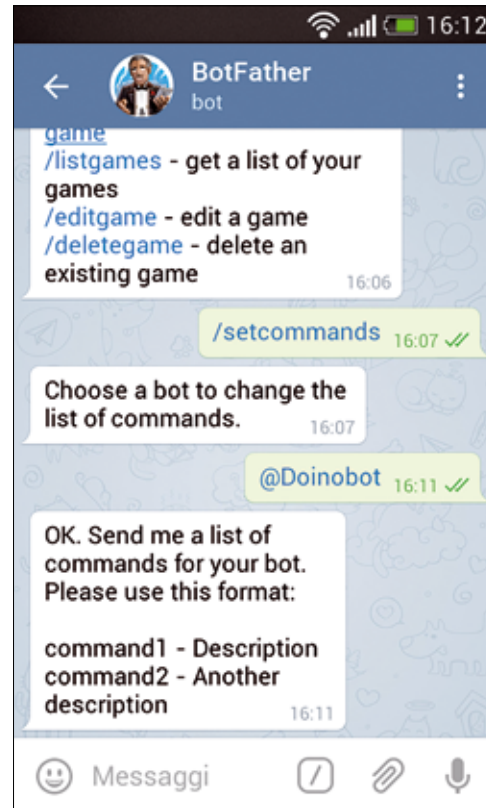 16:12
BotFather
bot
game
/listgames - get a list of your
games
/editgame - edit a game
/deletegame - delete an
existing game
16:06
/setcommands 16:07
Choose a bot to change the
list of commands. 16:07
@Doinobot 16:11
OK. Send me a list of
commands for your bot.
Please use this format:
command1 - Description
command2 - Another
description 16:11
Messaggi